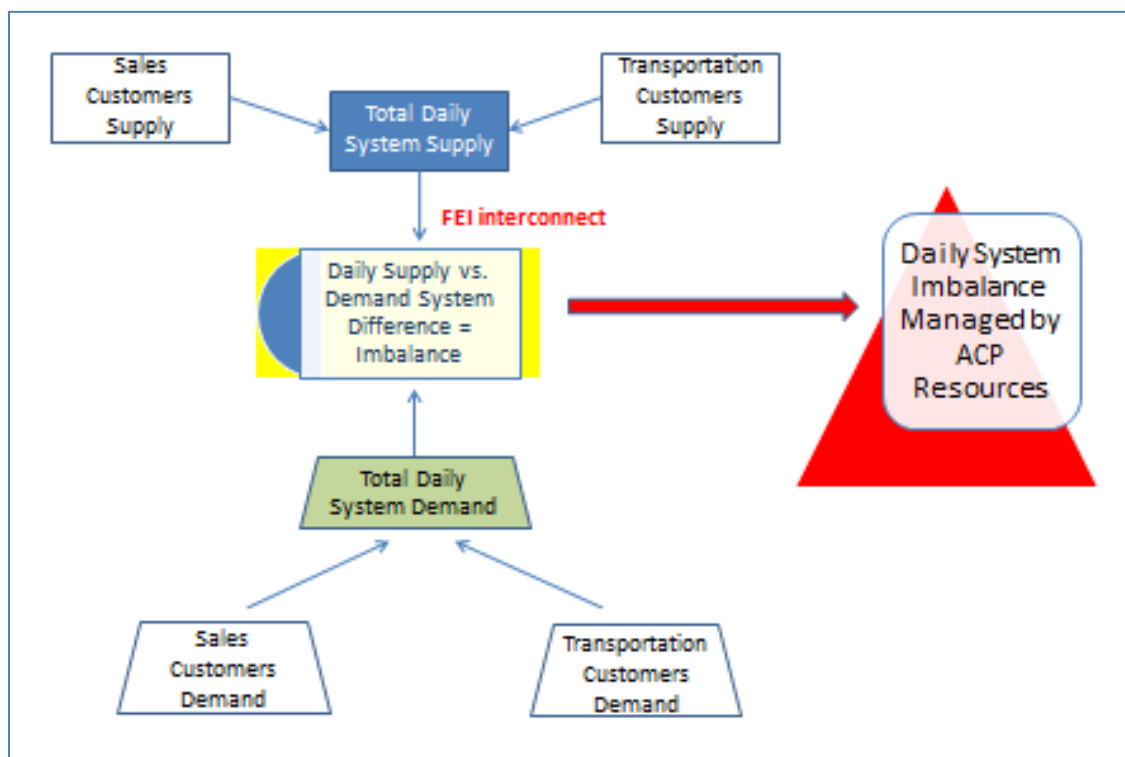 Sales
Customers
Supply
Transportation
Customers
Supply
Total Daily
System Supply
FEI interconnect
Daily Supply vs.
Demand System
Difference =
Imbalance
Daily System
Imbalance
Managed by
ACP
Resources
Total Daily
System Demand
Sales
Customers
Demand
Transportation
Customers
Demand